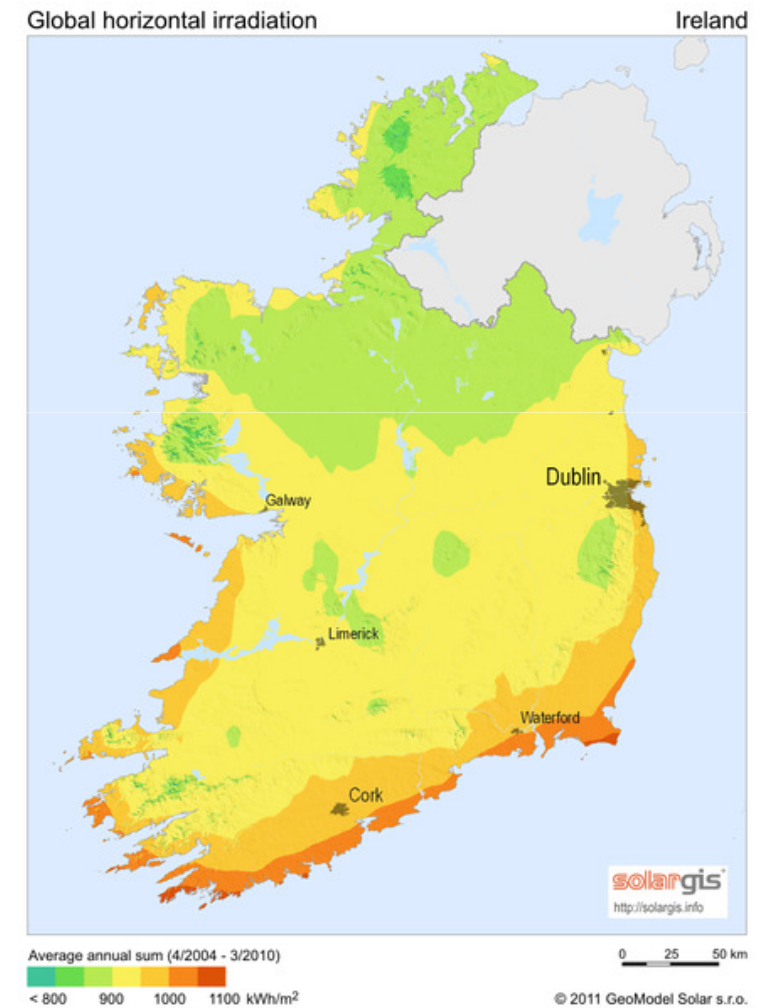 Global horizontal irradiation Ireland
Dublin
Galway
Limerick
Waterford
Cork
solargis
http://solargis.info
Average annual sum (4/2004 - 3/2010)
0 25 50 km
< 800 900 1000 1100 kWh/m²
© 2011 GeoModel Solar s.r.o.